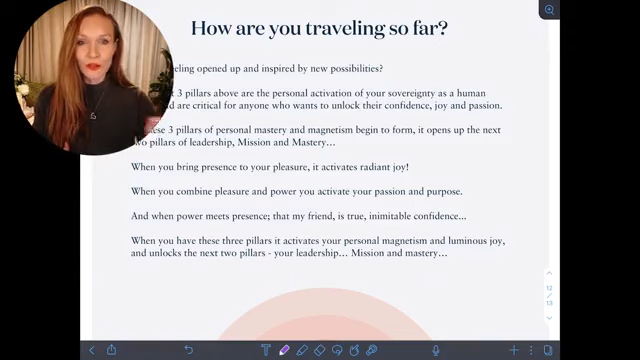 How are you traveling so far?
eling opened up and inspired by new possibilities?
3 pillars above are the personal activation of your sovereignty as a human
nd are critical for anyone who wants to unlock their confidence, joy and passion.
ese 3 pillars of personal mastery and magnetism begin to form, it opens up the next
two pillars of leadership, Mission and Mastery...
When you bring presence to your pleasure, it activates radiant joy!
When you combine pleasure and power you activate your passion and purpose.
And when power meets presence; that my friend, is true, inimitable confidence...
When you have these three pillars it activates your personal magnetism and luminous joy,
and unlocks the next two pillars - your leadership... Mission and mastery...
12
13